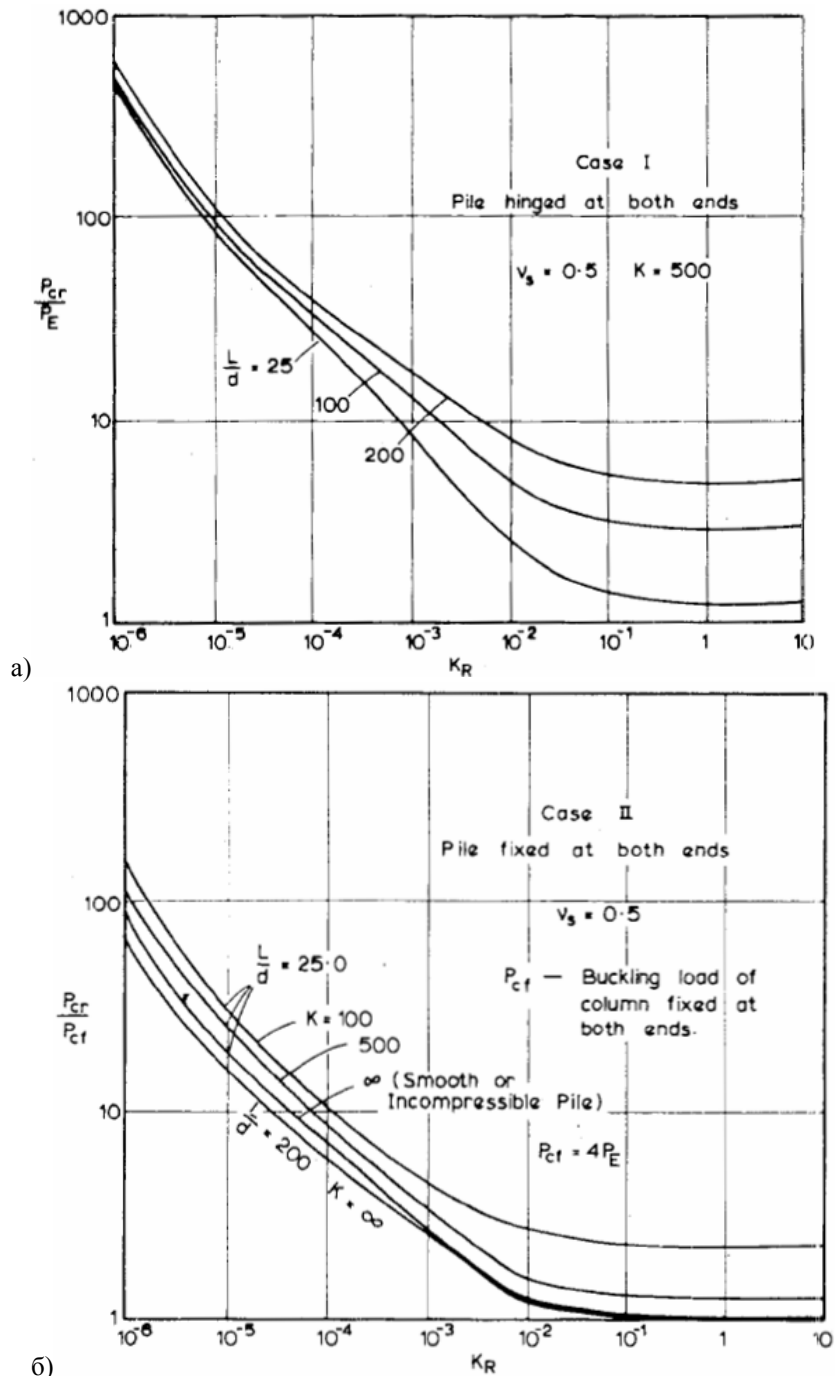 1000
Case I
Pile hinged at both ends
100
νs = 0·5 K = 500
Pcr
PE
L
d = 25
100
10
200
1
10⁻⁶ 10⁻⁵ 10⁻⁴ 10⁻³ 10⁻² 10⁻¹ 1 10
KR
а)
1000
Case II
Pile fixed at both ends
100
νs = 0·5
L
d = 25·0
Pcf — Buckling load of
column fixed at
both ends.
Pcr
Pcf
K = 100
500
∞ (Smooth or
Incompressible Pile)
10
L
d = 200 K = ∞
Pcf = 4PE
1
10⁻⁶ 10⁻⁵ 10⁻⁴ 10⁻³ 10⁻² 10⁻¹ 1 10
KR
б)